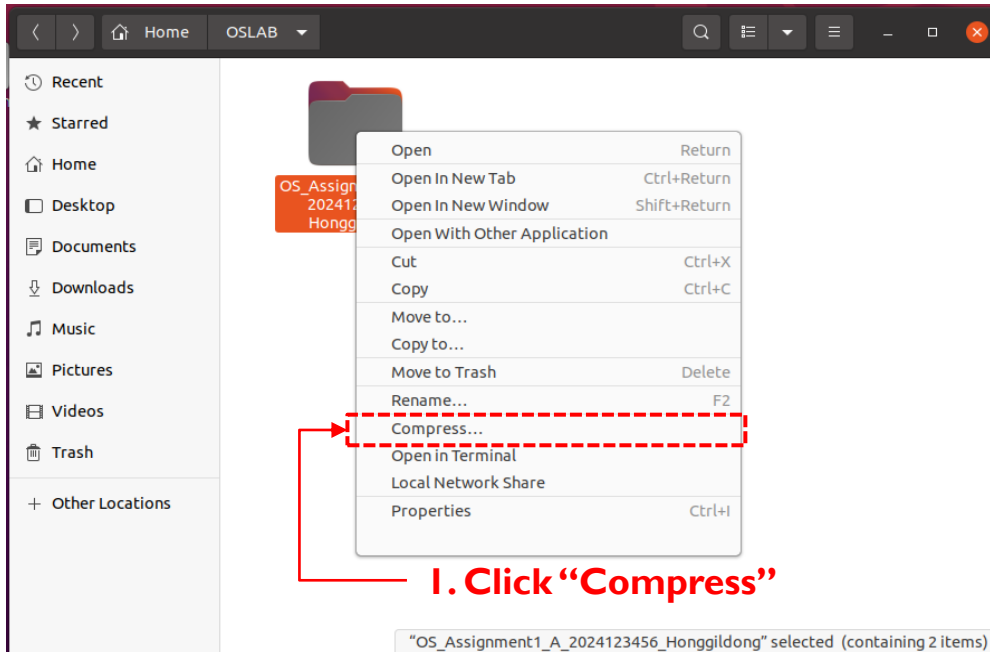 Home OSLAB
Recent
Starred
Home
Desktop
Documents
Downloads
Music
Pictures
Videos
Trash
Other Locations
OS_Assign
20241
Hongg
Open Return
Open In New Tab Ctrl+Return
Open In New Window Shift+Return
Open With Other Application
Cut Ctrl+X
Copy Ctrl+C
Move to…
Copy to…
Move to Trash Delete
Rename… F2
Compress…
Open in Terminal
Local Network Share
Properties Ctrl+I
1. Click “Compress”
“OS_Assignment1_A_2024123456_Honggildong” selected (containing 2 items)